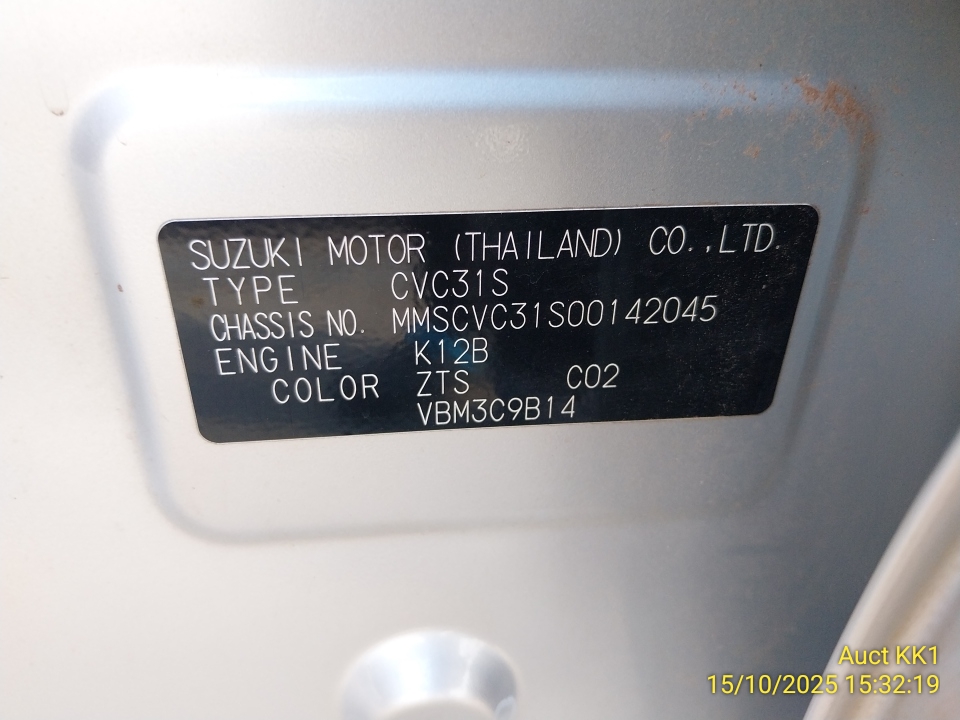 SUZUKI MOTOR (THAILAND) CO.,LTD.
TYPE CVC31S
CHASSIS NO. MMSCVC31S00142045
ENGINE K12B
COLOR ZTS C02
VBM3C9B14
Auct KK1
15/10/2025 15:32:19